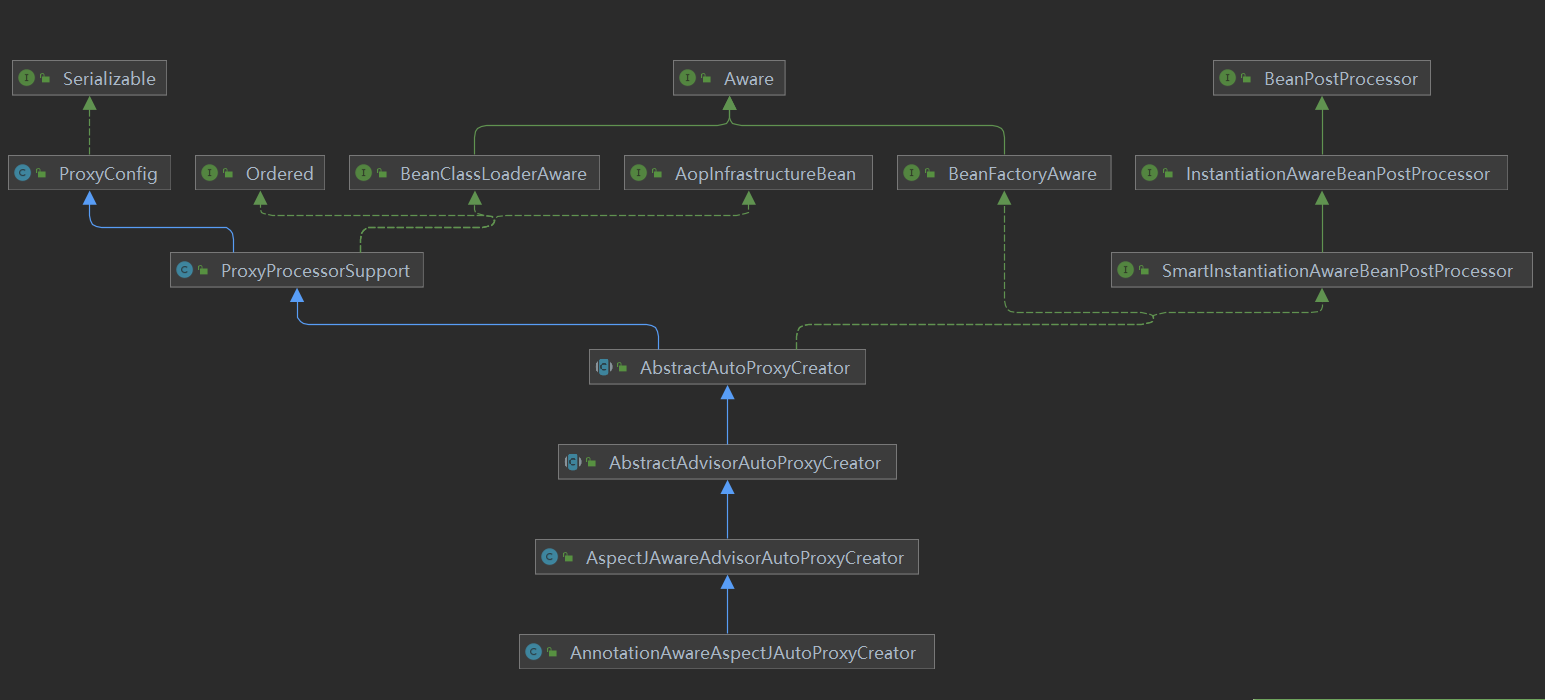 Serializable
Aware
BeanPostProcessor
ProxyConfig
Ordered
BeanClassLoaderAware
AopInfrastructureBean
BeanFactoryAware
InstantiationAwareBeanPostProcessor
ProxyProcessorSupport
SmartInstantiationAwareBeanPostProcessor
AbstractAutoProxyCreator
AbstractAdvisorAutoProxyCreator
AspectJAwareAdvisorAutoProxyCreator
AnnotationAwareAspectJAutoProxyCreator